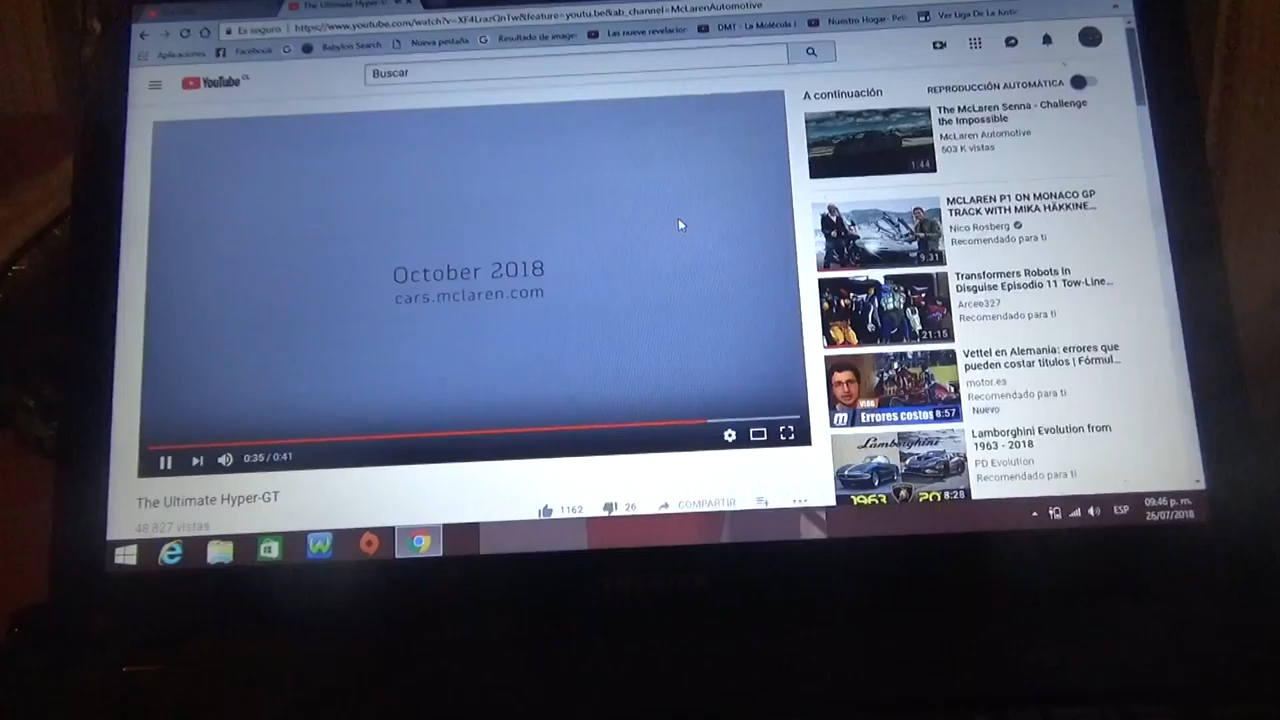 The Ultimate Hyper-G
Es seguro
https://www.youtube.com/watch?v=XF4LrazQnTw&feature=youtu.be&ab_channel=McLarenAutomotive
Aplicaciones
Facebook
Babylon Search
Nueva pestaña
Resultado de image
Las nueve revelacion
DMT - La Molécula
Nuestro Hogar- Peli
Ver Liga De La Justic
YouTube CL
Buscar
October 2018
cars.mclaren.com
0:35 / 0:41
The Ultimate Hyper-GT
48.827 vistas
1162
26
COMPARTIR
A continuación
REPRODUCCIÓN AUTOMÁTICA
The McLaren Senna - Challenge
the Impossible
McLaren Automotive
503 K vistas
1:44
MCLAREN P1 ON MONACO GP
TRACK WITH MIKA HÄKKINE...
Nico Rosberg
Recomendado para ti
9:31
Transformers Robots In
Disguise Episodio 11 Tow-Line...
Arcee327
Recomendado para ti
21:15
Vettel en Alemania: errores que
pueden costar títulos | Fórmul...
motor.es
Recomendado para ti
Nuevo
VLOG
m Errores costos
8:57
Lamborghini Evolution from
1963 - 2018
PD Evolution
Recomendado para ti
Lamborghini
1963
20
8:28
ESP
09:46 p. m.
26/07/2018